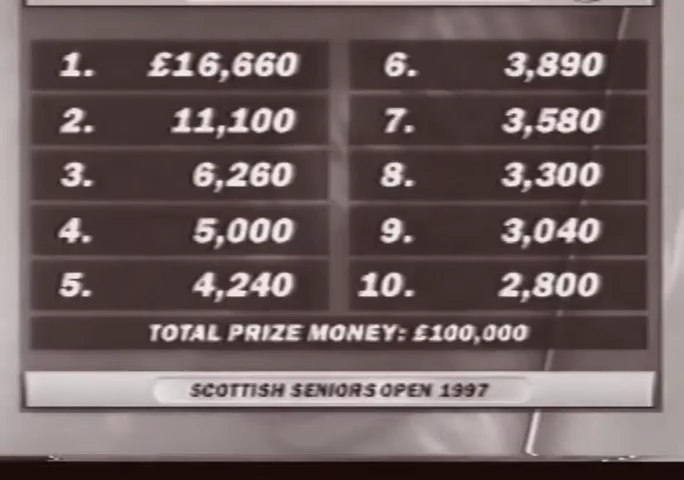 1. £16,660 6. 3,890
2. 11,100 7. 3,580
3. 6,260 8. 3,300
4. 5,000 9. 3,040
5. 4,240 10. 2,800
TOTAL PRIZE MONEY: £100,000
SCOTTISH SENIORS OPEN 1997